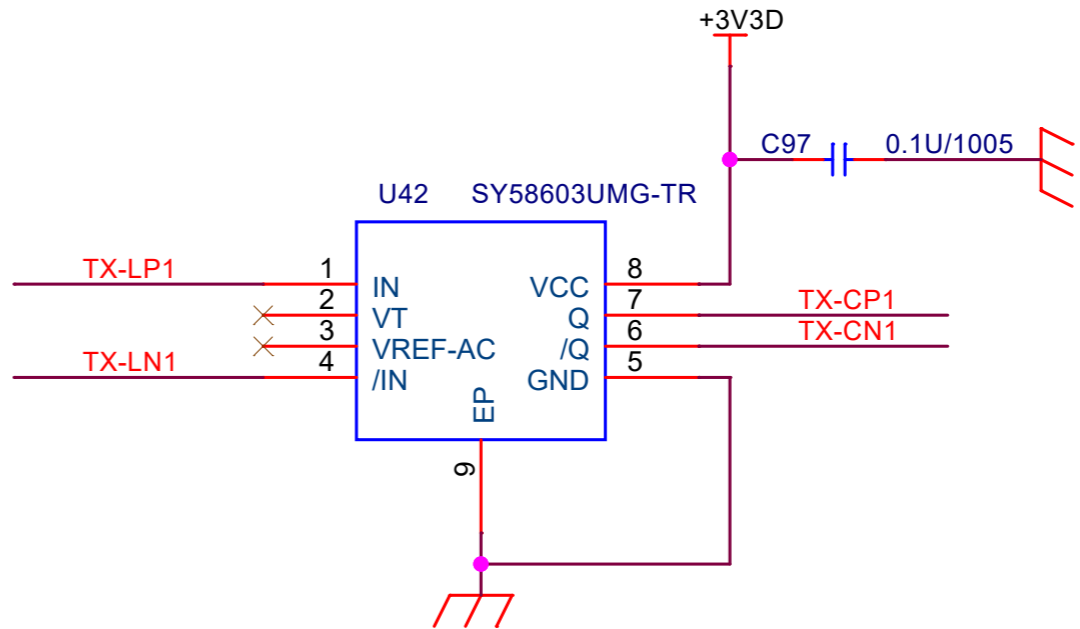 +3V3D
C97 0.1U/1005
U42 SY58603UMG-TR
TX-LP1 1 IN VCC 8
2 VT Q 7 TX-CP1
3 VREF-AC /Q 6 TX-CN1
TX-LN1 4 /IN GND 5
EP
9